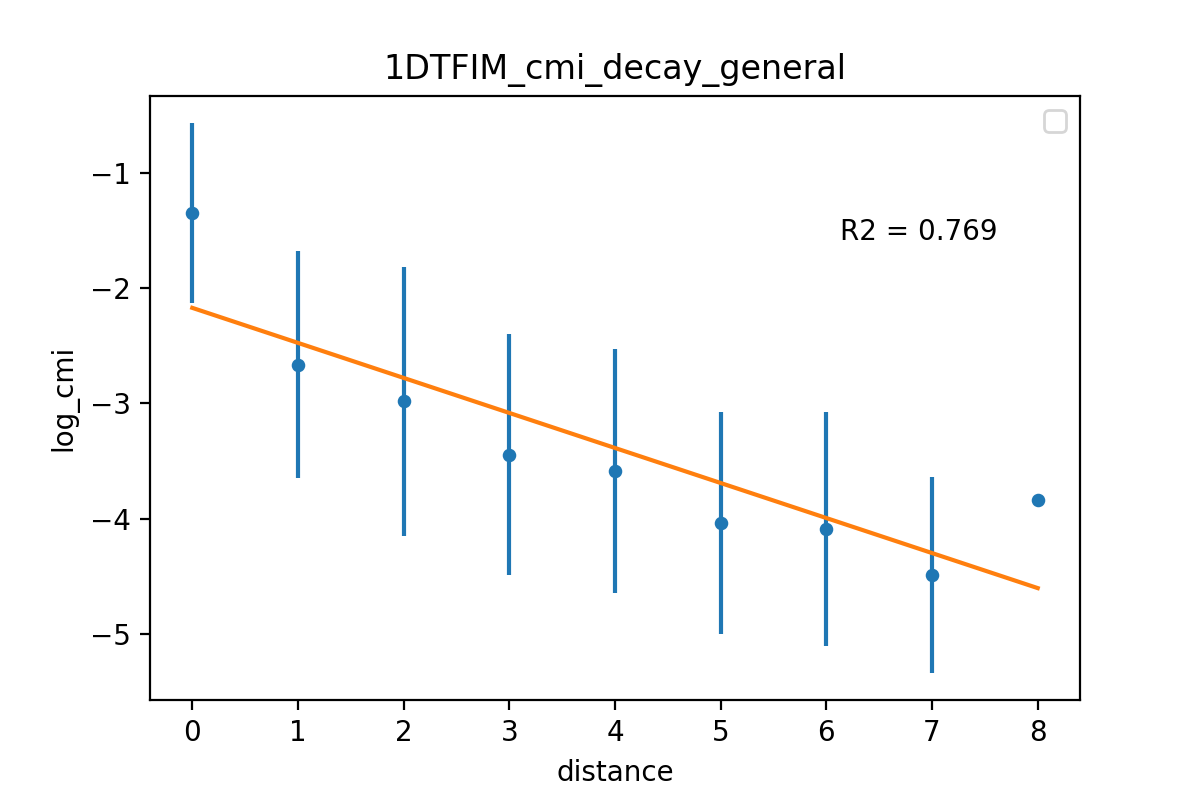 1DTFIM_cmi_decay_general
−1
−2
−3
−4
−5
log_cmi
R2 = 0.769
0 1 2 3 4 5 6 7 8
distance